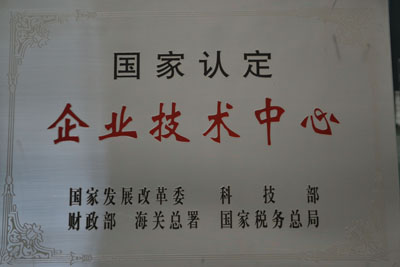 国家认定
企业技术中心
国家发展改革委 科技部
财政部 海关总署 国家税务总局